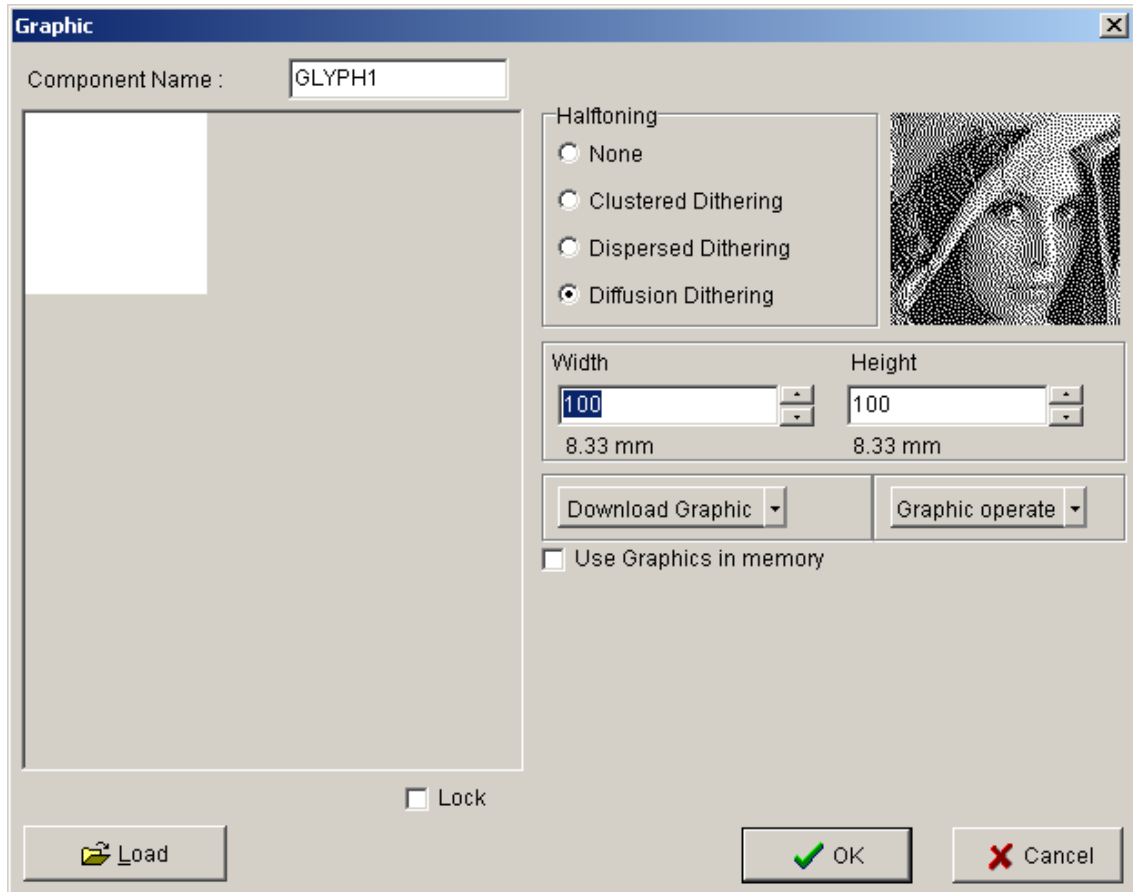 Graphic
Component Name :
GLYPH1
Halftoning
None
Clustered Dithering
Dispersed Dithering
Diffusion Dithering
Width
Height
100
100
8.33 mm
8.33 mm
Download Graphic
Graphic operate
Use Graphics in memory
Lock
Load
OK
Cancel